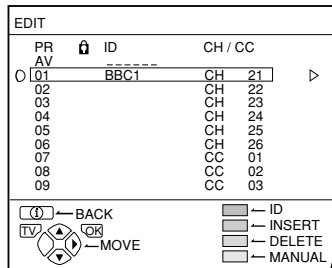 EDIT
PR ID CH / CC
AV _ _ _ _ _ _
01 BBC1 CH 21
02 CH 22
03 CH 23
04 CH 24
05 CH 25
06 CH 26
07 CC 01
08 CC 02
09 CC 03
BACK
TV OK
MOVE
ID
INSERT
DELETE
MANUAL